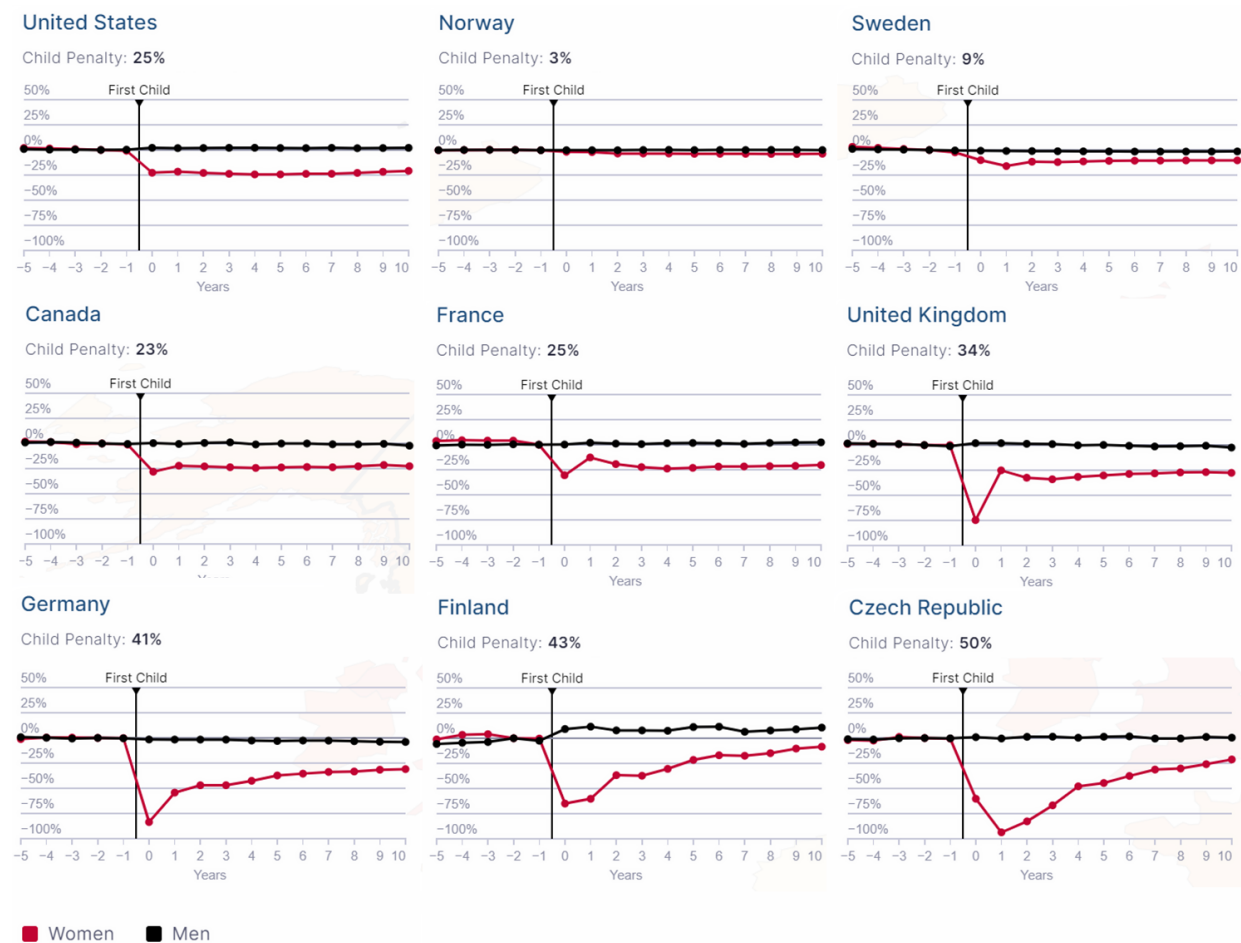 United States
Child Penalty: 25%
First Child
50%
25%
0%
−25%
−50%
−75%
−100%
−5 −4 −3 −2 −1 0 1 2 3 4 5 6 7 8 9 10
Years
Norway
Child Penalty: 3%
First Child
50%
25%
0%
−25%
−50%
−75%
−100%
−5 −4 −3 −2 −1 0 1 2 3 4 5 6 7 8 9 10
Years
Sweden
Child Penalty: 9%
First Child
50%
25%
0%
−25%
−50%
−75%
−100%
−5 −4 −3 −2 −1 0 1 2 3 4 5 6 7 8 9 10
Years
Canada
Child Penalty: 23%
First Child
50%
25%
0%
−25%
−50%
−75%
−100%
−5 −4 −3 −2 −1 0 1 2 3 4 5 6 7 8 9 10
France
Child Penalty: 25%
First Child
50%
25%
0%
−25%
−50%
−75%
−100%
−5 −4 −3 −2 −1 0 1 2 3 4 5 6 7 8 9 10
Years
United Kingdom
Child Penalty: 34%
First Child
50%
25%
0%
−25%
−50%
−75%
−100%
−5 −4 −3 −2 −1 0 1 2 3 4 5 6 7 8 9 10
Years
Germany
Child Penalty: 41%
First Child
50%
25%
0%
−25%
−50%
−75%
−100%
−5 −4 −3 −2 −1 0 1 2 3 4 5 6 7 8 9 10
Years
Finland
Child Penalty: 43%
First Child
50%
25%
0%
−25%
−50%
−75%
−100%
−5 −4 −3 −2 −1 0 1 2 3 4 5 6 7 8 9 10
Years
Czech Republic
Child Penalty: 50%
First Child
50%
25%
0%
−25%
−50%
−75%
−100%
−5 −4 −3 −2 −1 0 1 2 3 4 5 6 7 8 9 10
Years
Women Men